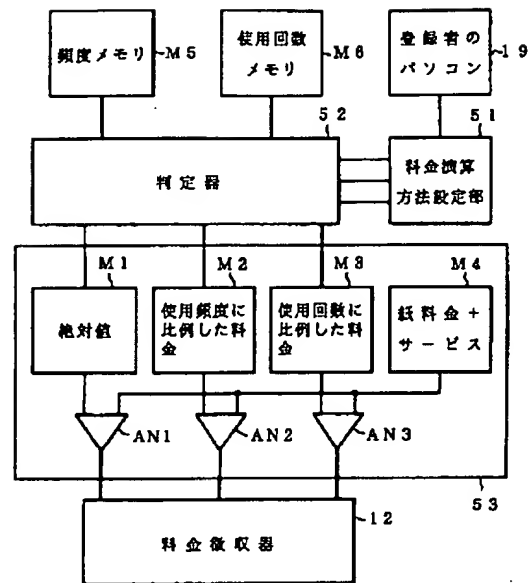 頻度メモリ
M5
使用回数
メモリ
M6
登録者の
パソコン
19
52
51
判定器
料金演算
方法設定部
M1
M2
M3
M4
絶対値
使用頻度に
比例した料
金
使用回数に
比例した料
金
紙料金+
サービス
AN1
AN2
AN3
53
12
料金徴収器